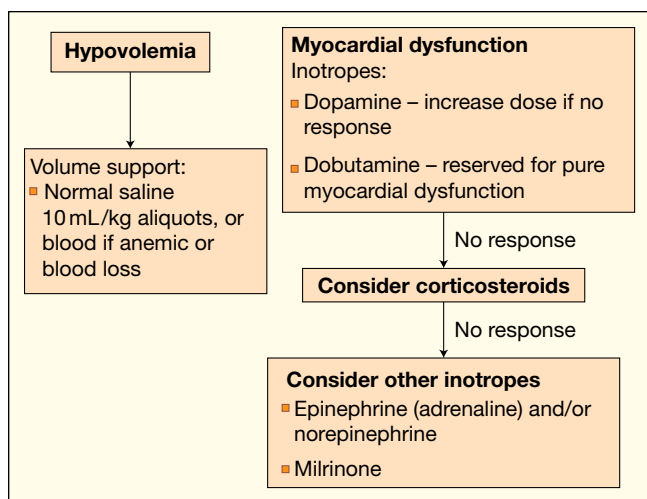 Hypovolemia
Volume support:
▪ Normal saline
10 mL/kg aliquots, or
blood if anemic or
blood loss
Myocardial dysfunction
Inotropes:
▪ Dopamine – increase dose if no
response
▪ Dobutamine – reserved for pure
myocardial dysfunction
No response
Consider corticosteroids
No response
Consider other inotropes
▪ Epinephrine (adrenaline) and/or
norepinephrine
▪ Milrinone